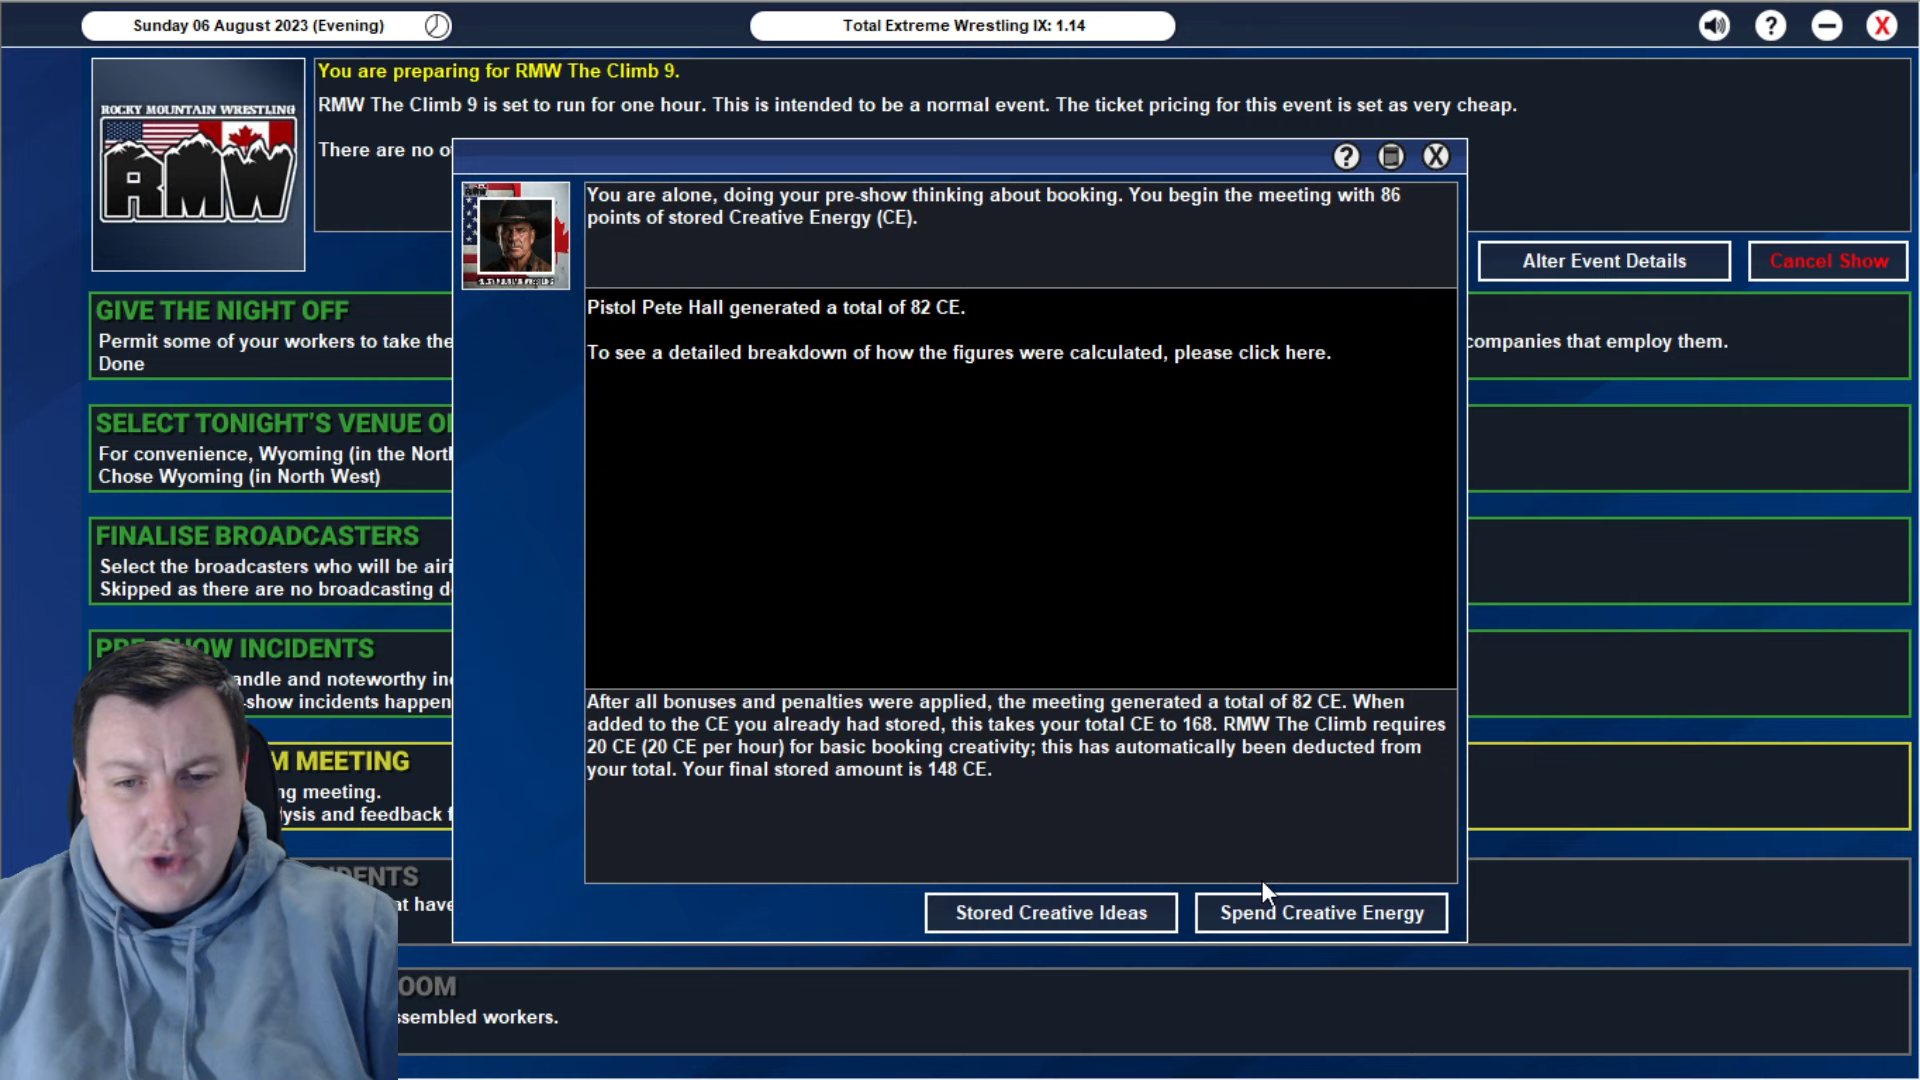 Sunday 06 August 2023 (Evening)
Total Extreme Wrestling IX: 1.14
?
X
ROCKY MOUNTAIN WRESTLING
RMW
You are preparing for RMW The Climb 9.
RMW The Climb 9 is set to run for one hour. This is intended to be a normal event. The ticket pricing for this event is set as very cheap.
There are no o
Alter Event Details
Cancel Show
? X
You are alone, doing your pre-show thinking about booking. You begin the meeting with 86
points of stored Creative Energy (CE).
Pistol Pete Hall generated a total of 82 CE.
To see a detailed breakdown of how the figures were calculated, please click here.
After all bonuses and penalties were applied, the meeting generated a total of 82 CE. When
added to the CE you already had stored, this takes your total CE to 168. RMW The Climb requires
20 CE (20 CE per hour) for basic booking creativity; this has automatically been deducted from
your total. Your final stored amount is 148 CE.
Stored Creative Ideas
Spend Creative Energy
GIVE THE NIGHT OFF
Permit some of your workers to take the
companies that employ them.
Done
SELECT TONIGHT'S VENUE O
For convenience, Wyoming (in the Nort
Chose Wyoming (in North West)
FINALISE BROADCASTERS
Select the broadcasters who will be airi
Skipped as there are no broadcasting d
PRE-SHOW INCIDENTS
andle and noteworthy in
-show incidents happen
M MEETING
ng meeting.
lysis and feedback f
IDENTS
at have
OOM
ssembled workers.